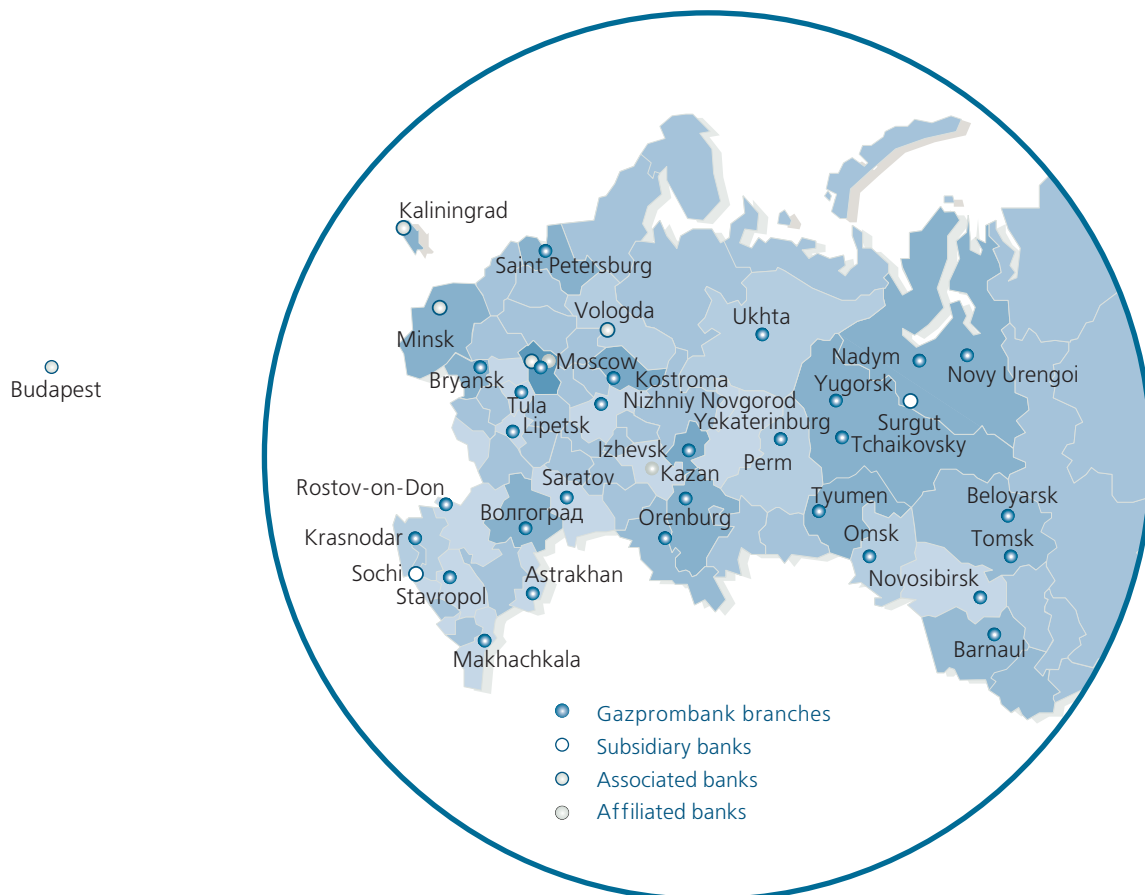 Kaliningrad
Saint Petersburg
Minsk
Vologda
Ukhta
Budapest
Bryansk
Moscow
Kostroma
Nadym
Novy Urengoi
Yugorsk
Tula
Nizhniy Novgorod
Lipetsk
Yekaterinburg
Surgut
Tchaikovsky
Izhevsk
Perm
Kazan
Saratov
Rostov-on-Don
Волгоград
Orenburg
Tyumen
Beloyarsk
Krasnodar
Omsk
Tomsk
Sochi
Astrakhan
Novosibirsk
Stavropol
Makhachkala
Barnaul
Gazprombank branches
Subsidiary banks
Associated banks
Affiliated banks